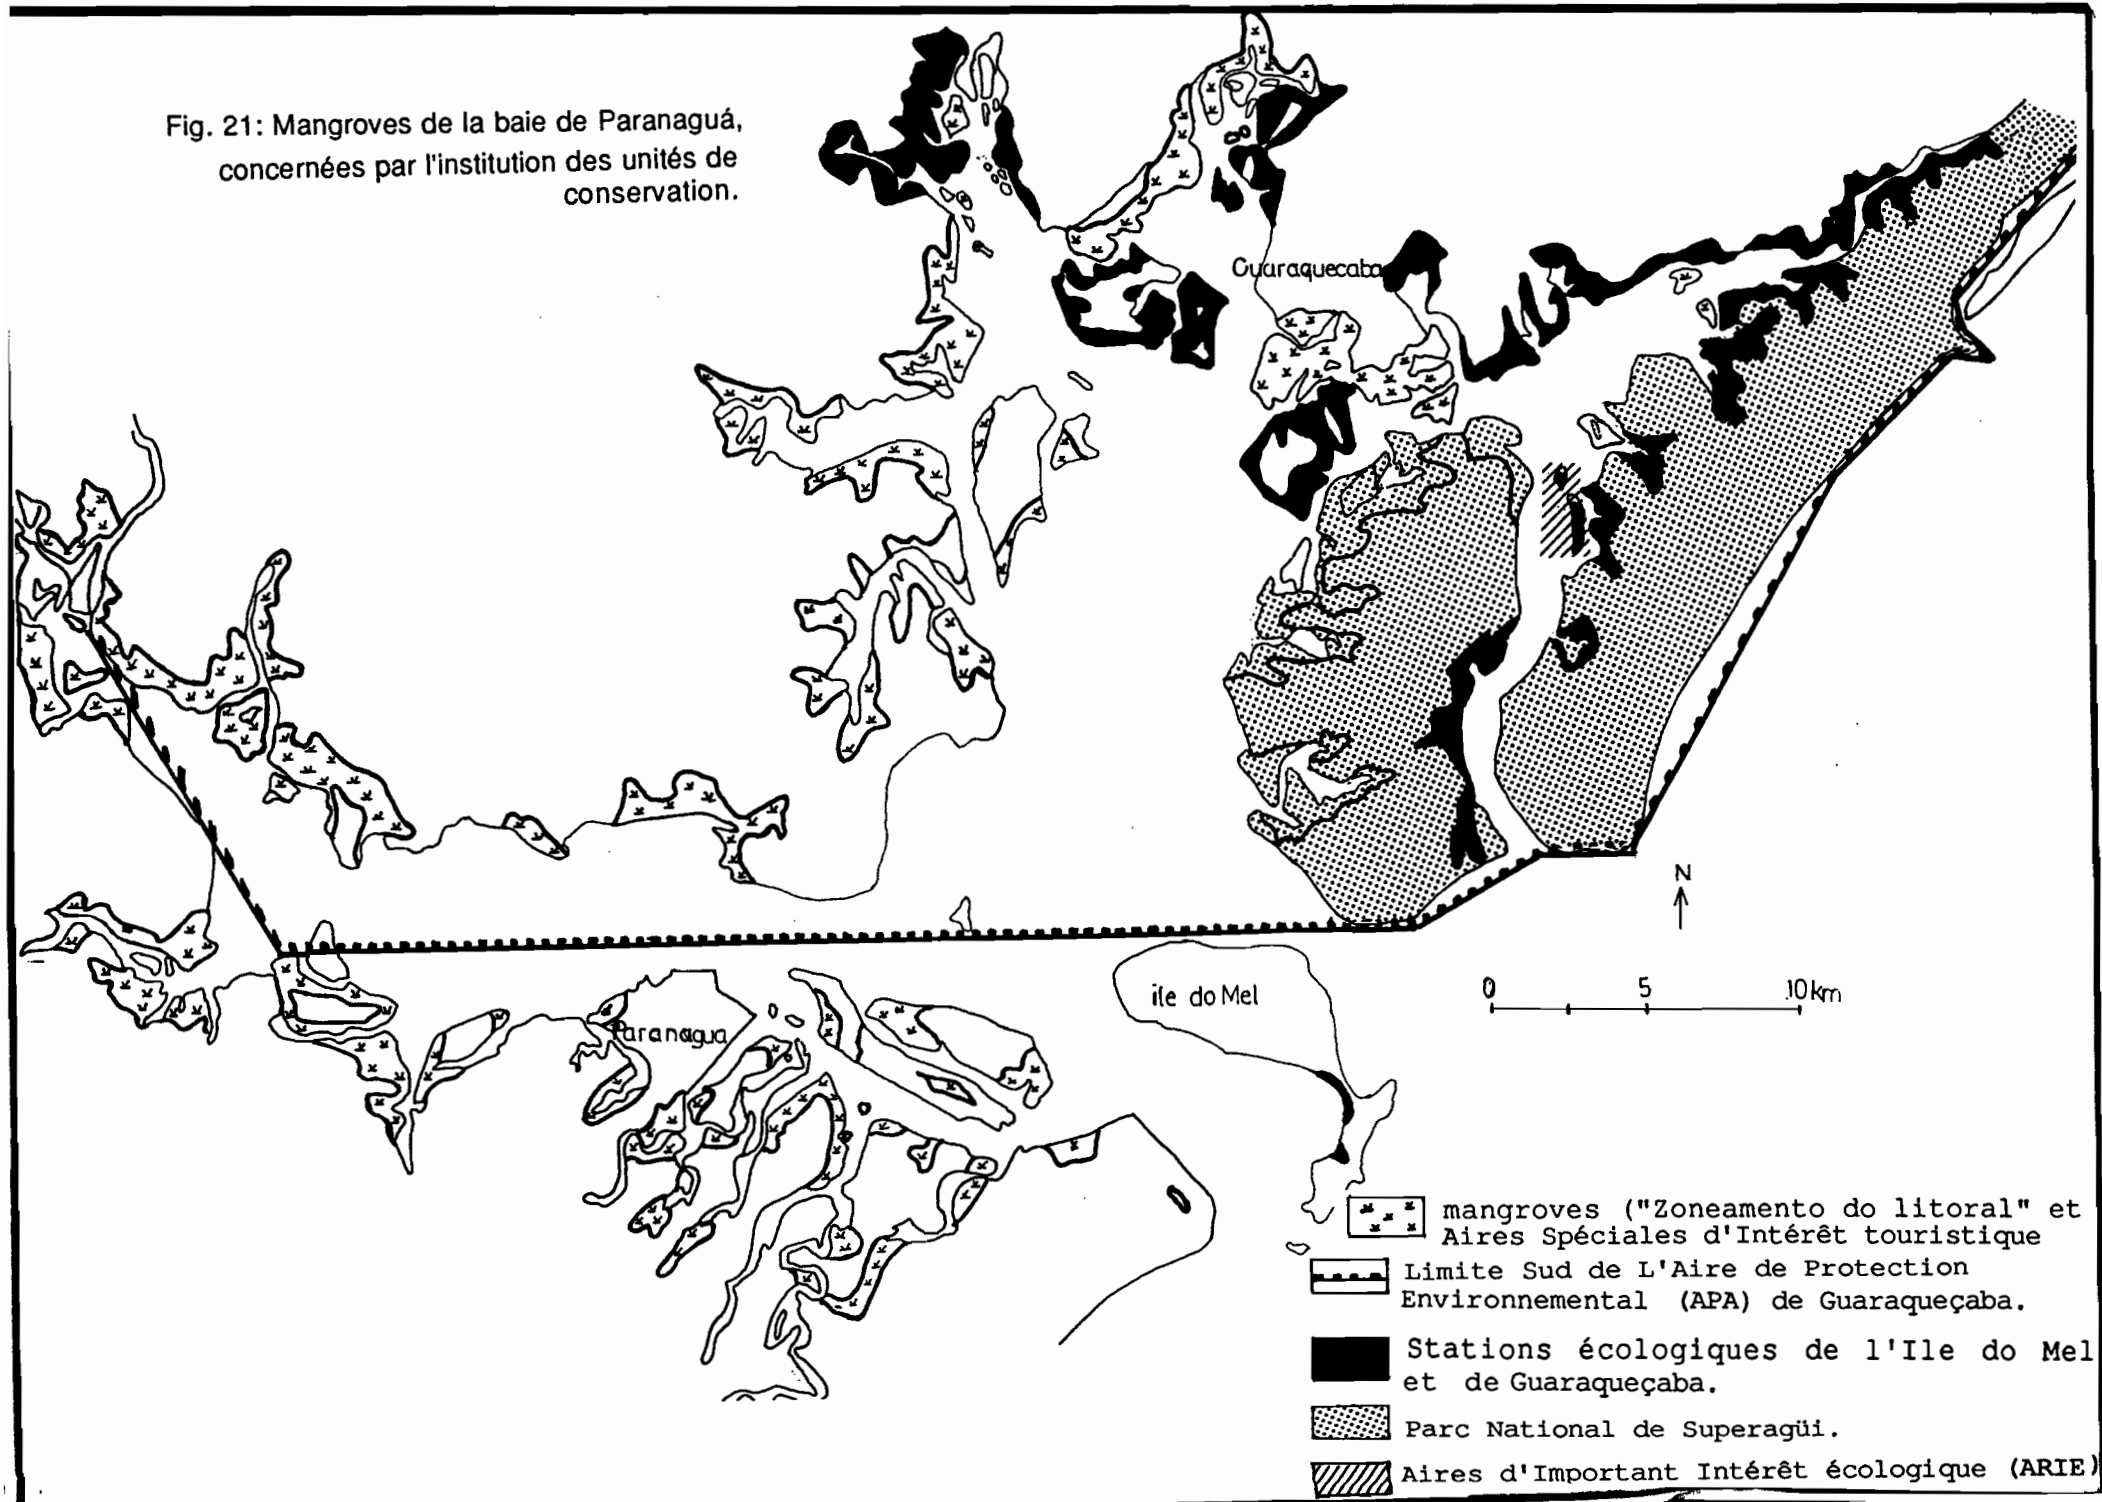 Fig. 21: Mangroves de la baie de Paranaguá,
concernées par l'institution des unités de
conservation.
Guaraquecaba
N
0 5 10 km
île do Mel
Paranagua
mangroves ("Zoneamento do litoral" et
Aires Spéciales d'Intérêt touristique
Limite Sud de L'Aire de Protection
Environnemental (APA) de Guaraqueçaba.
Stations écologiques de l'Ile do Mel
et de Guaraqueçaba.
Parc National de Superagüi.
Aires d'Important Intérêt écologique (ARIE)